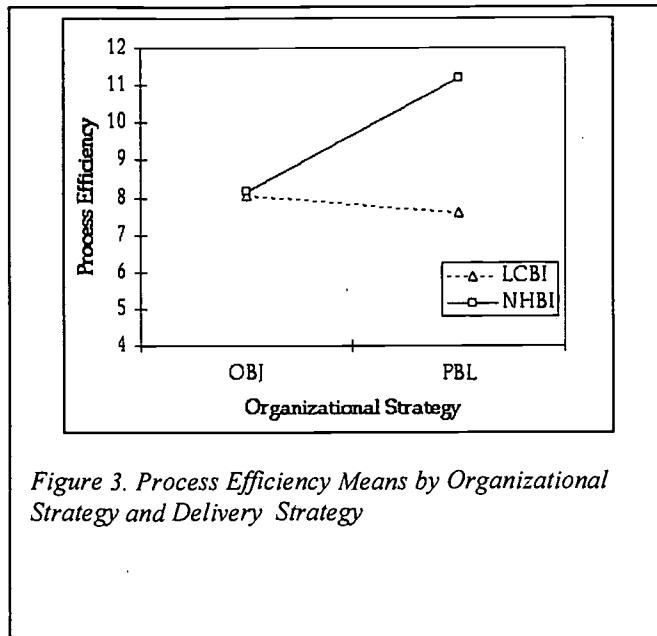 12
11
10
9
8
7
6
5
4
Process Efficiency
LCBI
NHBI
OBJ PBL
Organizational Strategy
Figure 3. Process Efficiency Means by Organizational
Strategy and Delivery Strategy